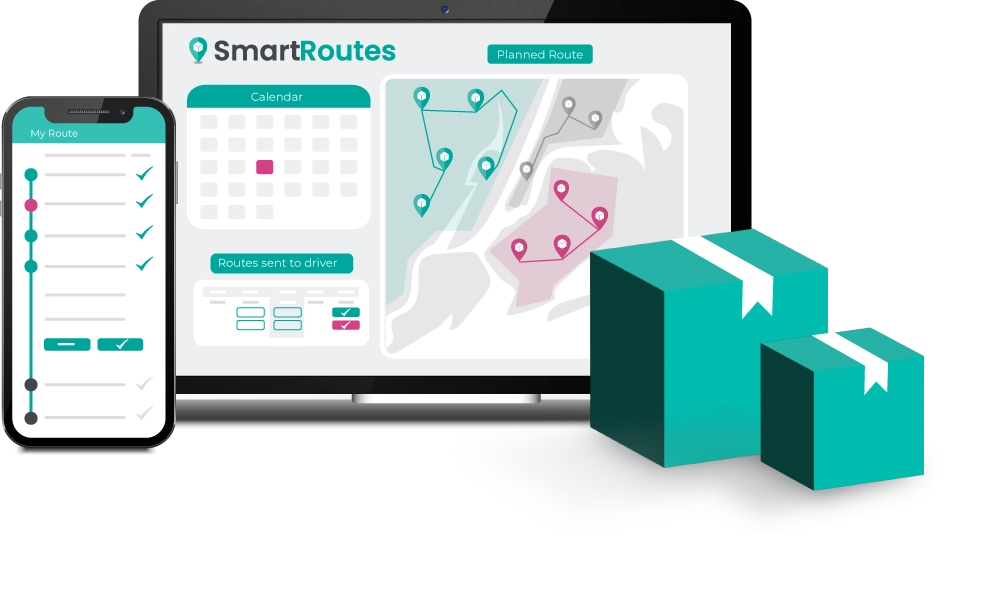 SmartRoutes
Planned Route
Calendar
My Route
Routes sent to driver